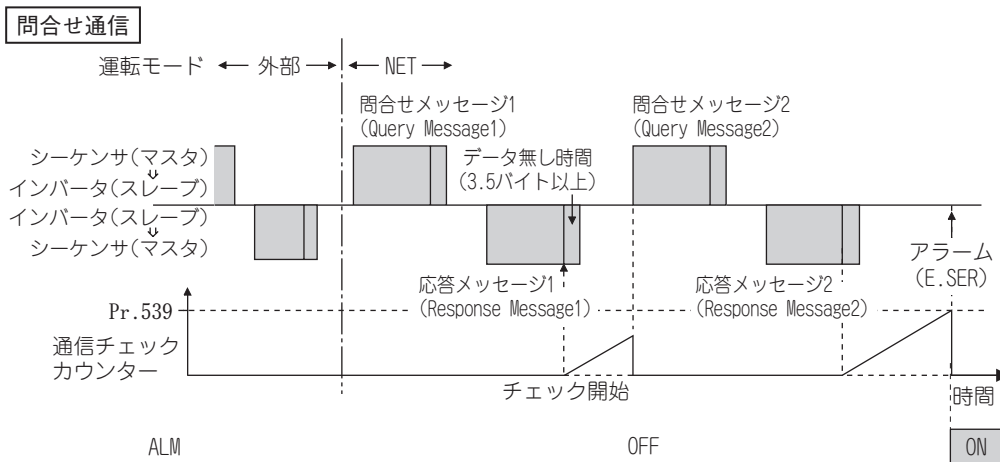 問合せ通信
運転モード 外部 NET
問合せメッセージ1
(Query Message1)
問合せメッセージ2
(Query Message2)
シーケンサ(マスタ)
インバータ(スレーブ)
インバータ(スレーブ)
シーケンサ(マスタ)
データ無し時間
(3.5バイト以上)
応答メッセージ1
(Response Message1)
応答メッセージ2
(Response Message2)
アラーム
(E.SER)
Pr.539
通信チェック
カウンター
チェック開始
時間
ALM OFF ON